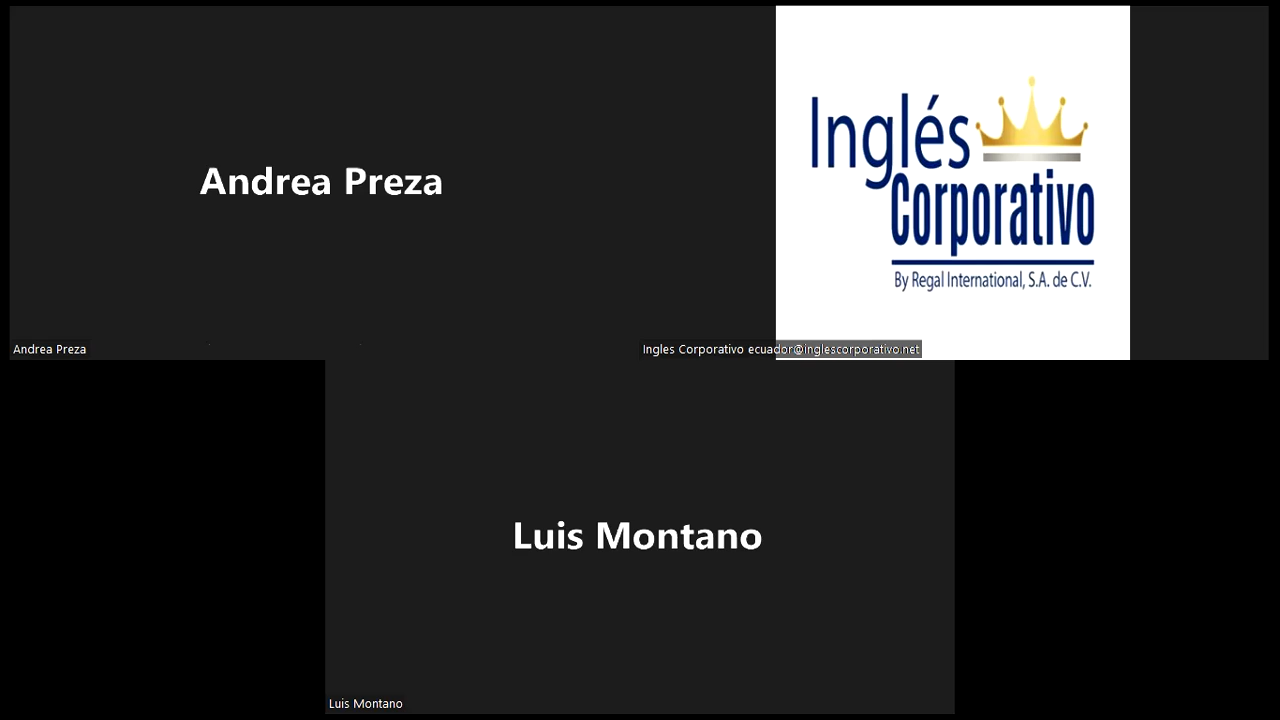 Andrea Preza
Inglés
Corporativo
By Regal International, S.A. de C.V.
Andrea Preza
Ingles Corporativo ecuador@inglescorporativo.net
Luis Montano
Luis Montano